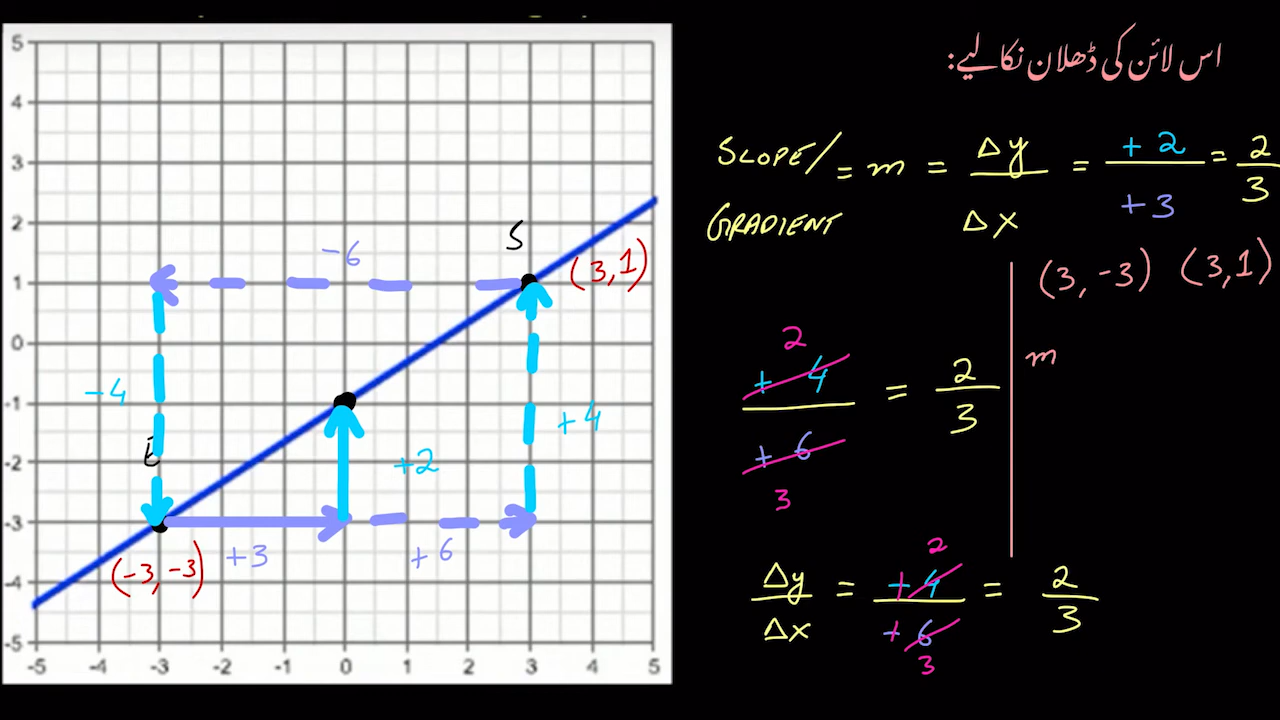 اس لائن کی ڈھلان نکالیے:
SLOPE/ GRADIENT = m = Δy/Δx = +2/+3 = 2/3
(3, -3) (3, 1)
m
2
+4/+6 = 2/3
3
2
Δy/Δx = +4/+6 = 2/3
3
5
4
3
2
1
0
-1
-2
-3
-4
-5
-5 -4 -3 -2 -1 0 1 2 3 4 5
S
-6
(3, 1)
-4
+4
+2
+3
+6
(-3, -3)